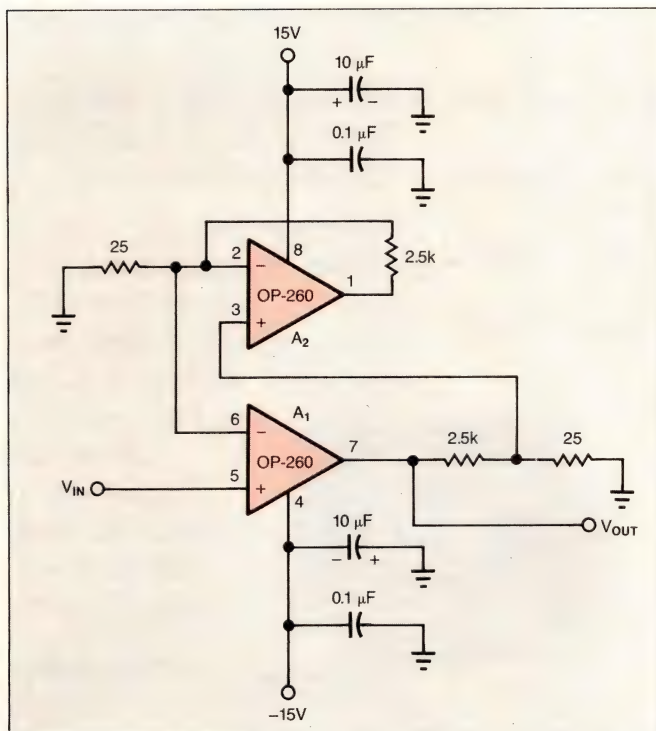 15V
10 µF
+ −
0.1 µF
25
2 −
8
2.5k
OP-260
1
3 +
A2
6 −
A1
OP-260
7
2.5k
25
VIN
5 +
4
VOUT
10 µF
− +
0.1 µF
−15V